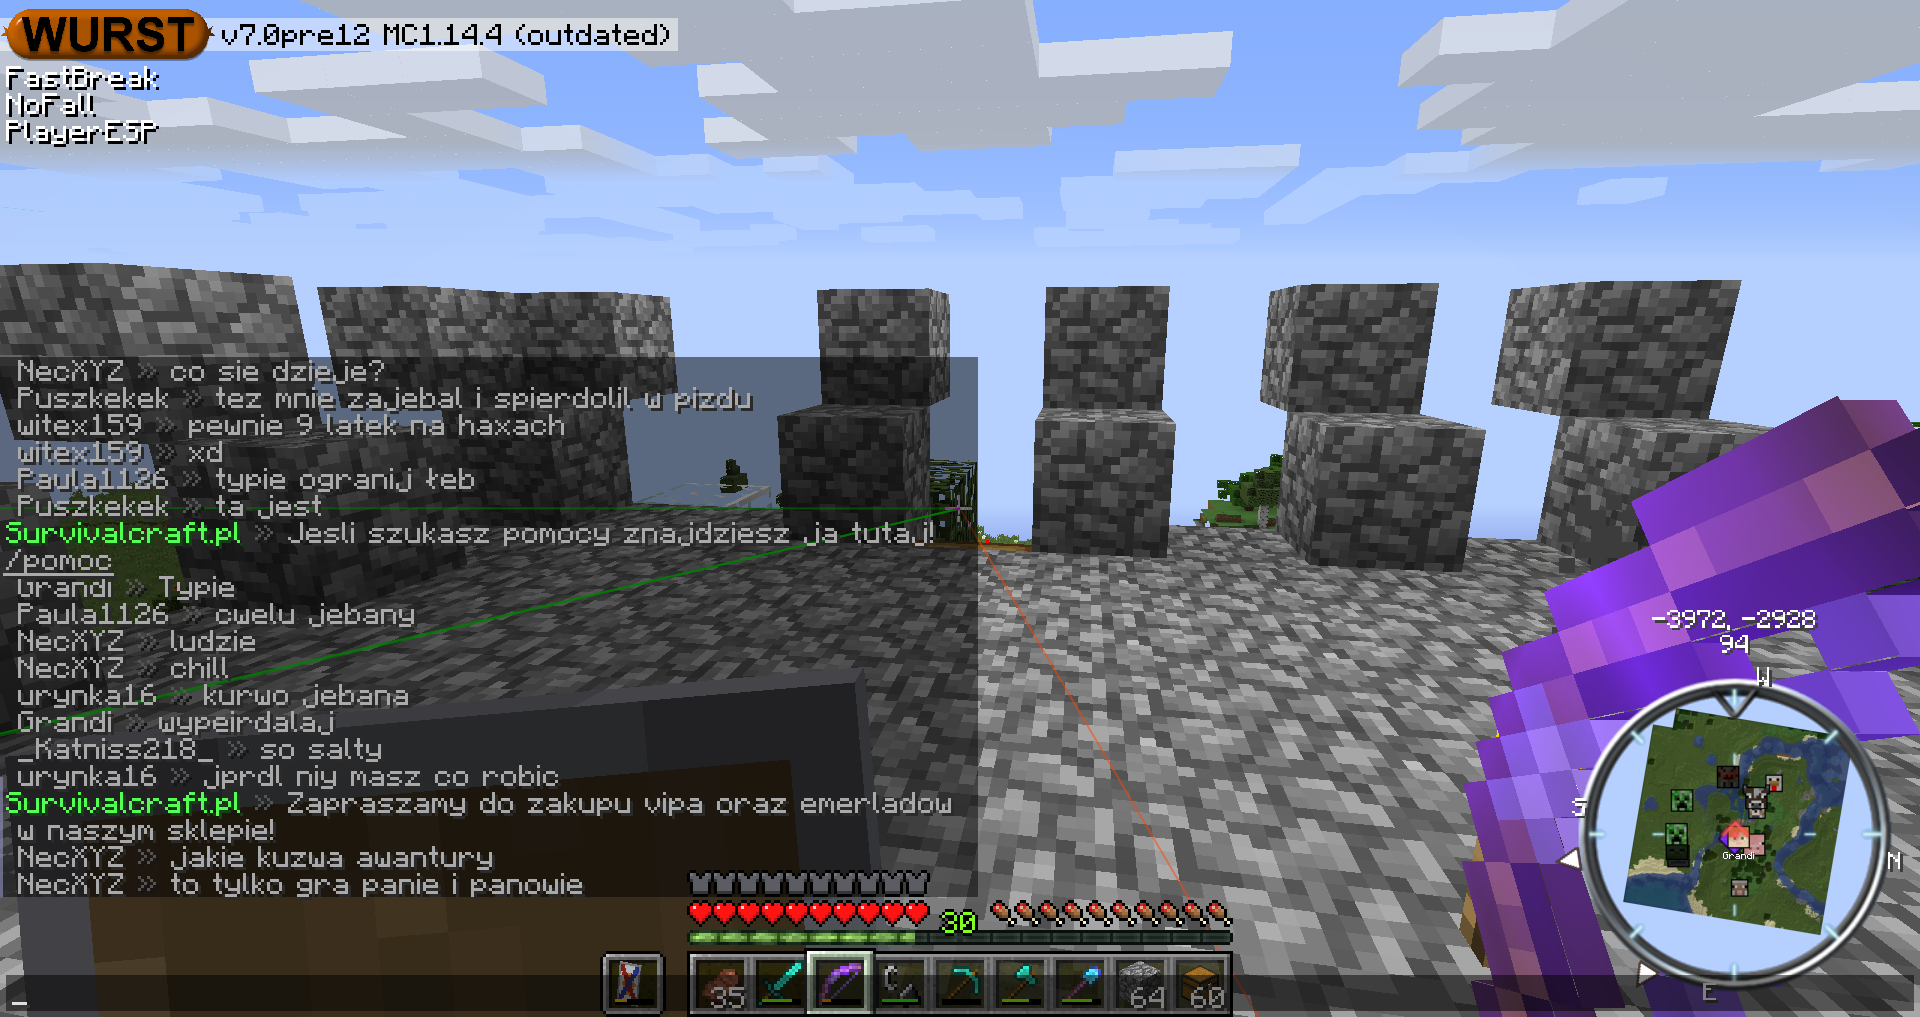 WURST v7.0pre12 MC1.14.4 (outdated)
FastBreak
NoFall
PlayerESP
NecXYZ » co sie dzieje?
Puszkekek » tez mnie zajebal i spierdolil w pizdu
witex159 » pewnie 9 latek na haxach
witex159 » xd
Paula1126 » typie ogranij łeb
Puszkekek » ta jest
Survivalcraft.pl » Jesli szukasz pomocy znajdziesz ja tutaj!
/pomoc
Grandi » Typie
Paula1126 » cwelu jebany
NecXYZ » ludzie
NecXYZ » chill
urynka16 » kurwo jebana
Grandi » wypeirdalaj
_Katniss218_ » so salty
urynka16 » jprdl niy masz co robic
Survivalcraft.pl » Zapraszamy do zakupu vipa oraz emerladow
w naszym sklepie!
NecXYZ » jakie kuzwa awantury
NecXYZ » to tylko gra panie i panowie
_
-3972, -2928
94
W
S
N
E
Grandi
30
35
64
60